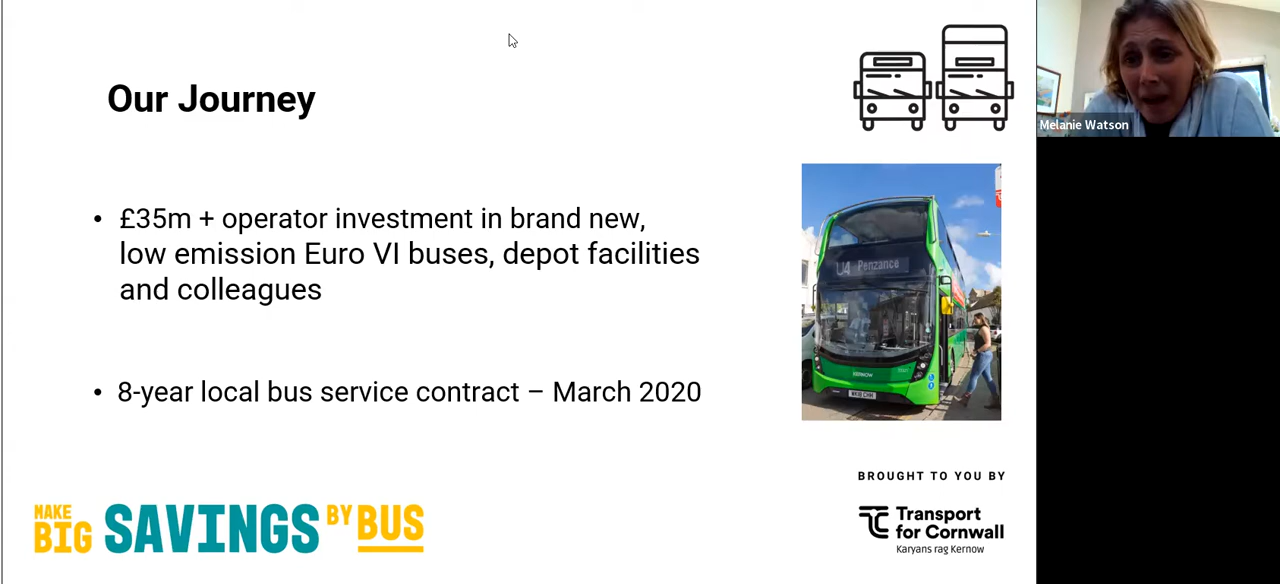 Our Journey
• £35m + operator investment in brand new,
low emission Euro VI buses, depot facilities
and colleagues
• 8-year local bus service contract – March 2020
U4 Penzance
KERNOW
MAKE
BIG SAVINGS BY BUS
BROUGHT TO YOU BY
Transport
for Cornwall
Karyans rag Kernow
Melanie Watson